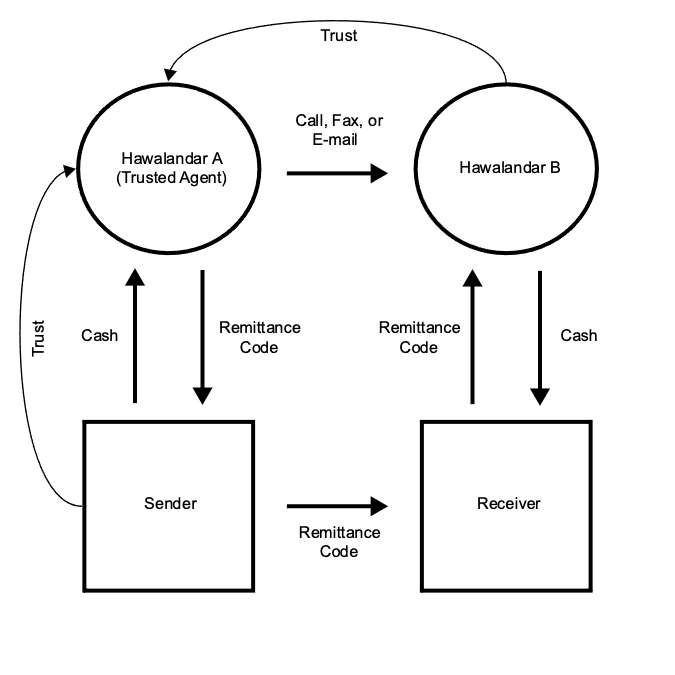 Trust
Call, Fax, or
E-mail
Hawalandar A
(Trusted Agent)
Hawalandar B
Trust
Cash
Remittance
Code
Remittance
Code
Cash
Sender
Receiver
Remittance
Code